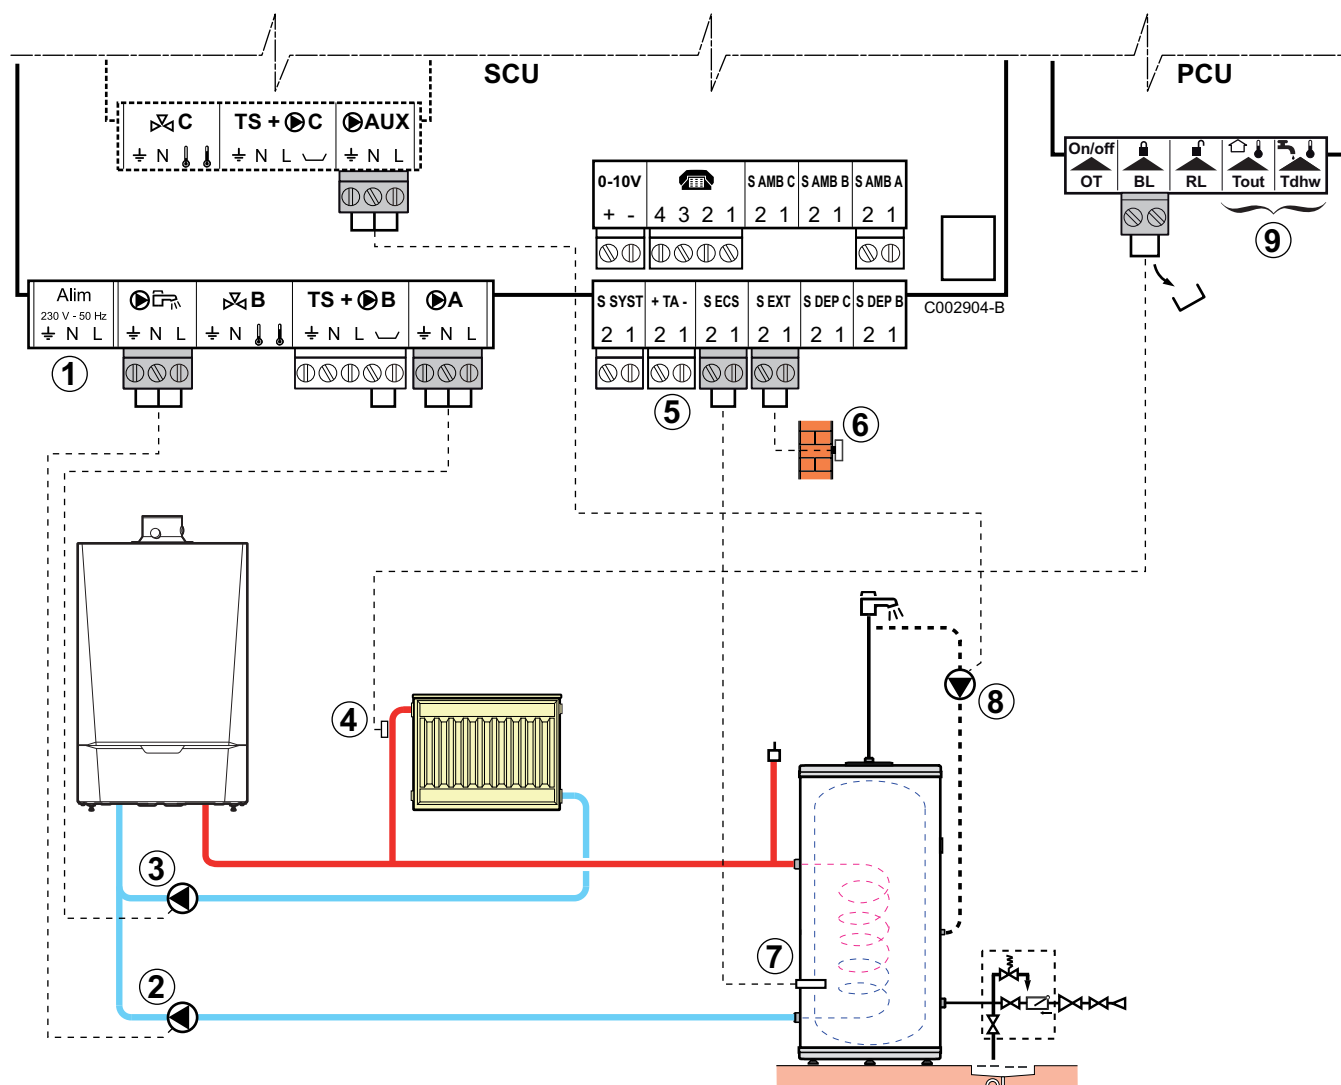 SCU
PCU
C
TS + C
AUX
N
N L
N L
0-10V
S AMB C
S AMB B
S AMB A
+ -
4 3 2 1
2 1
2 1
2 1
On/off
OT
BL
RL
Tout
Tdhw
9
Alim
230 V - 50 Hz
N L
N L
B
N
TS + B
N L
A
N L
S SYST
+ TA -
S ECS
S EXT
S DEP C
S DEP B
2 1
2 1
2 1
2 1
2 1
2 1
C002904-B
1
5
6
4
8
3
7
2